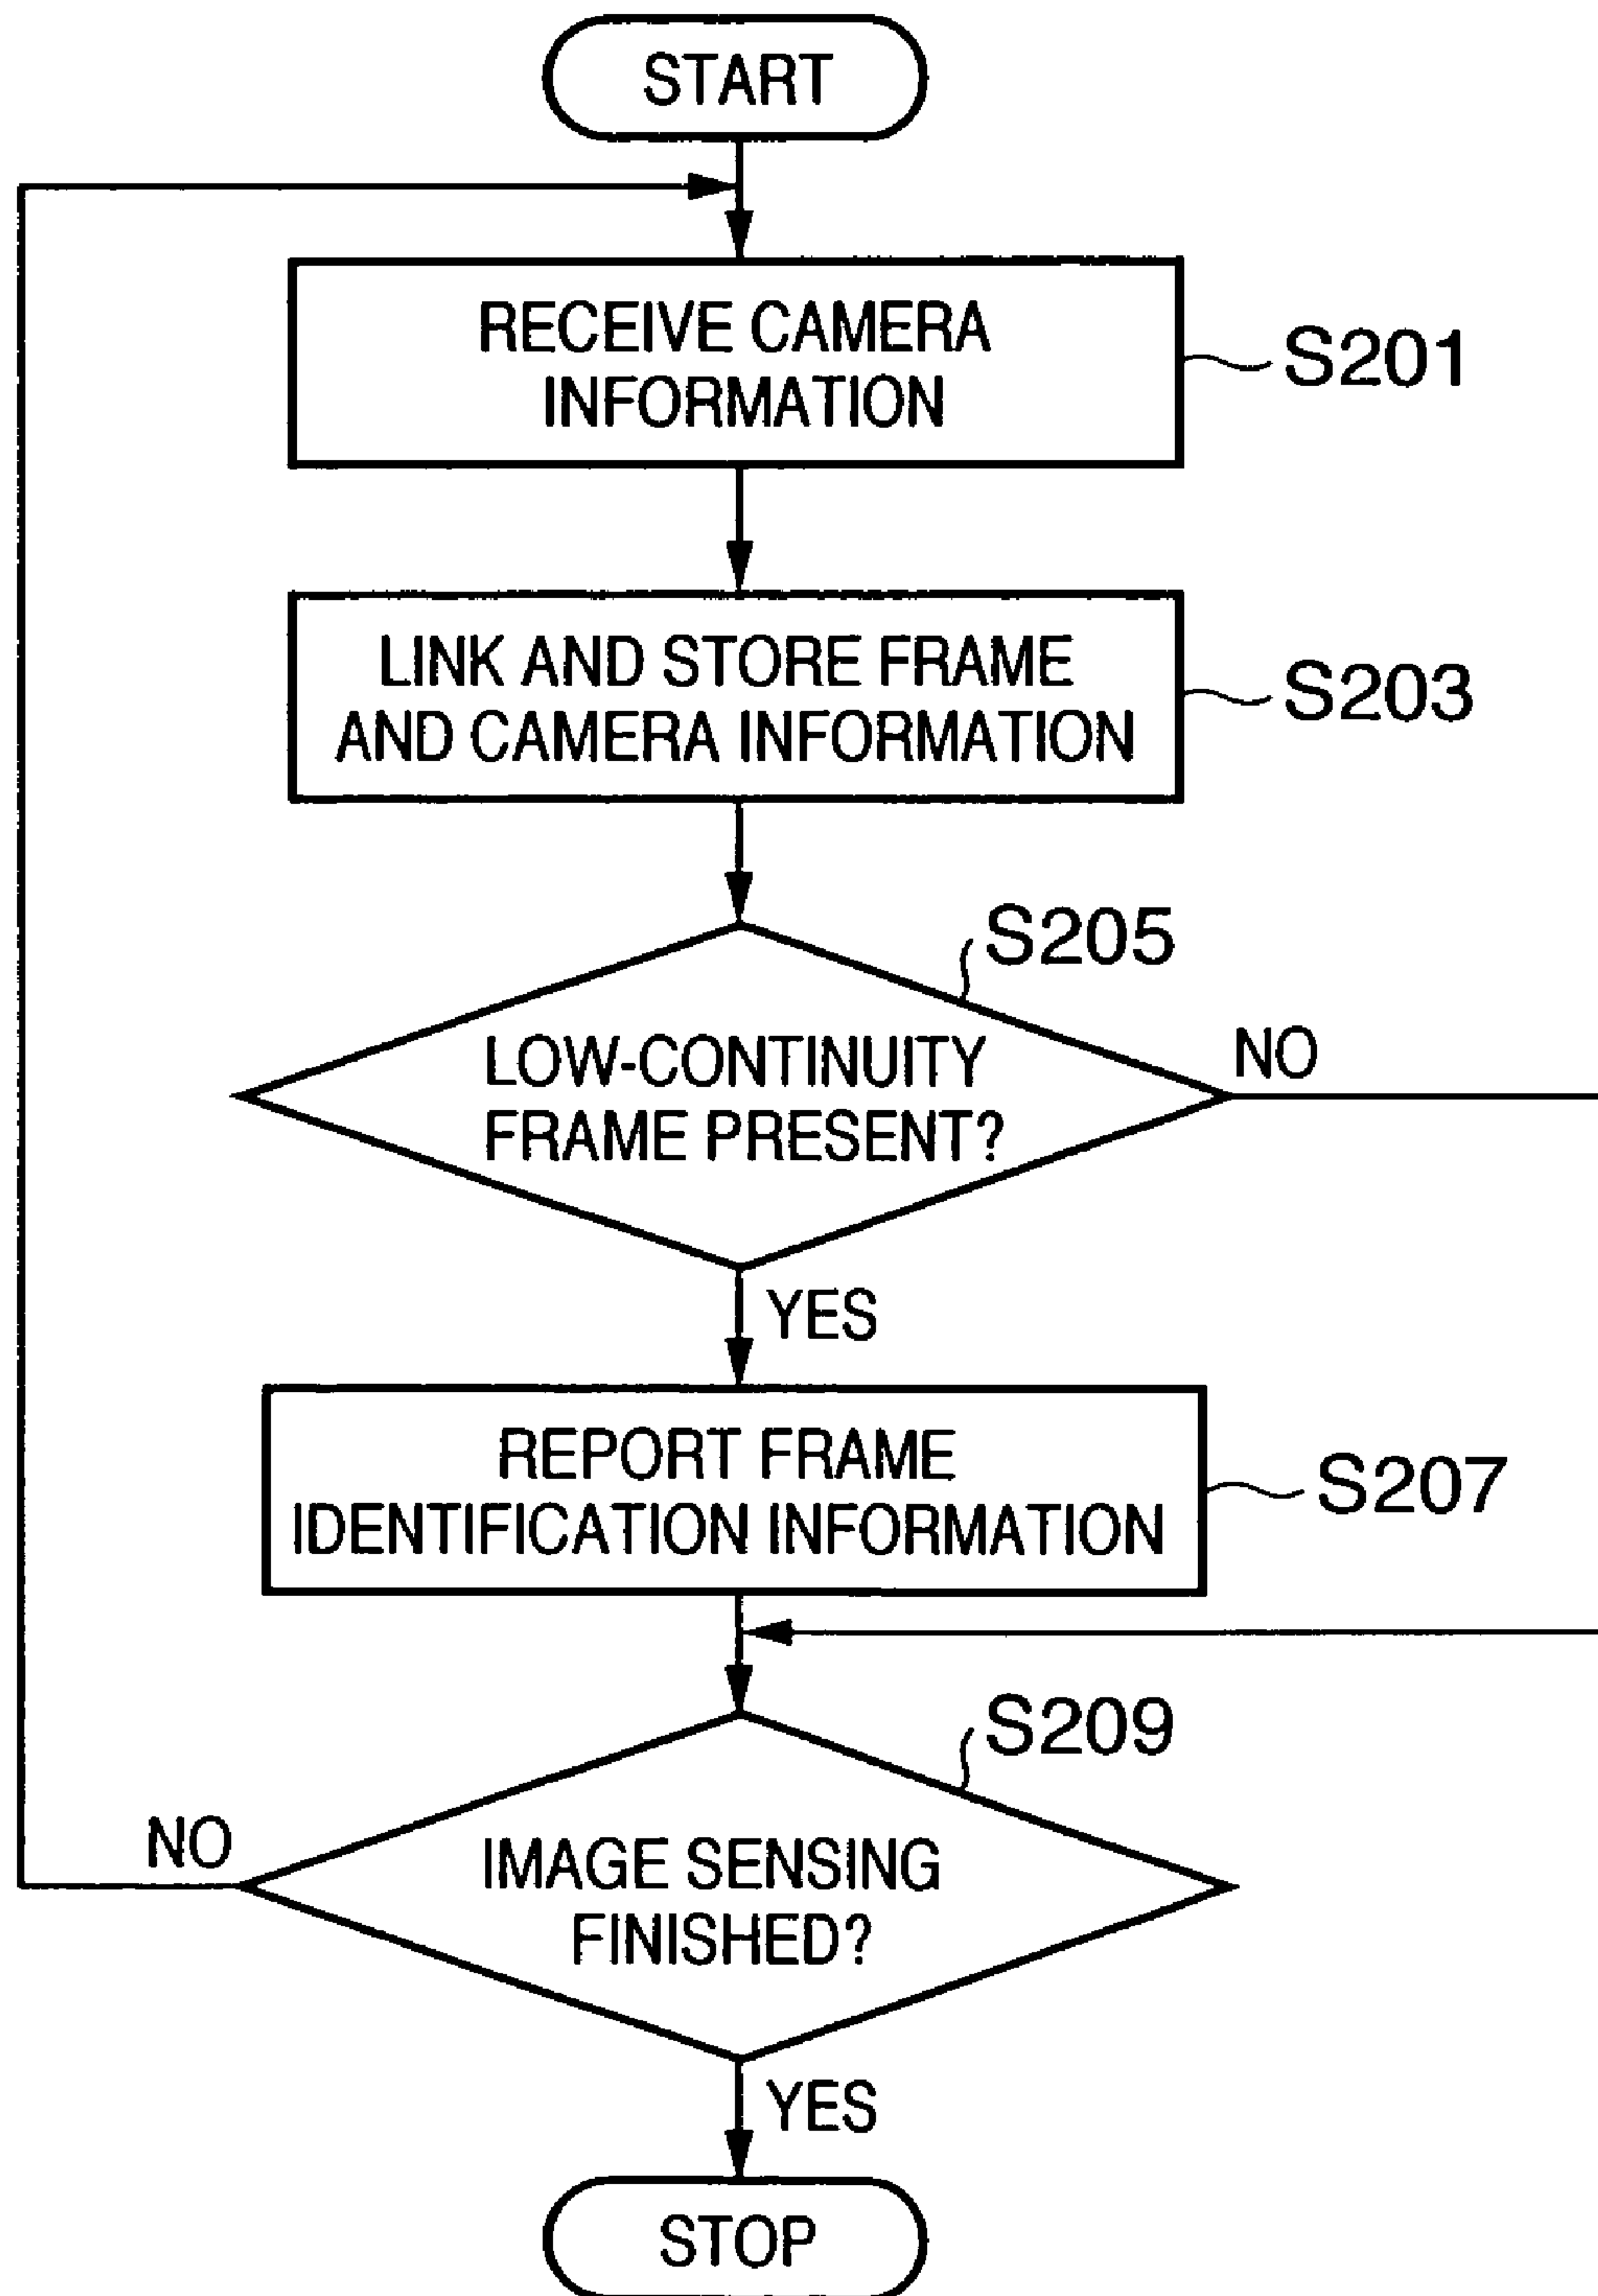 START
RECEIVE CAMERA
INFORMATION
S201
LINK AND STORE FRAME
AND CAMERA INFORMATION
S203
S205
LOW-CONTINUITY
FRAME PRESENT?
NO
YES
REPORT FRAME
IDENTIFICATION INFORMATION
S207
S209
IMAGE SENSING
FINISHED?
NO
YES
STOP